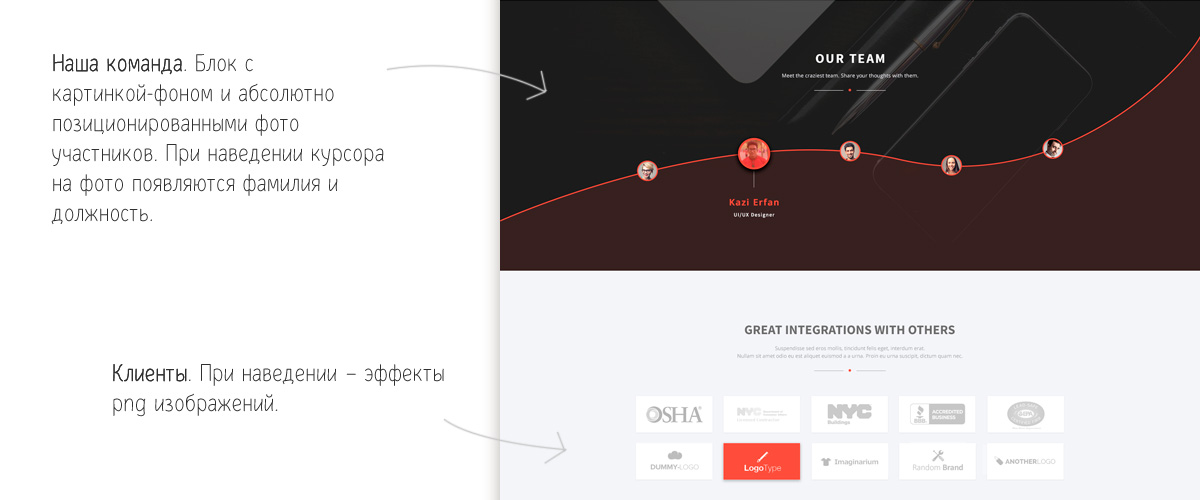 Наша команда. Блок с
картинкой-фоном и абсолютно
позиционированными фото
участников. При наведении курсора
на фото появляются фамилия и
должность.
OUR TEAM
Meet the craziest team. Share your thoughts with them.
Kazi Erfan
UI/UX Designer
Клиенты. При наведении – эффекты
png изображений.
GREAT INTEGRATIONS WITH OTHERS
Suspendisse sed eros mollis, tincidunt felis eget, interdum erat.
Nullam sit amet odio eu est aliquet euismod a a urna. Proin eu urna suscipit, dictum quam nec.
OSHA
NYC
NYC
Buildings
BBB
ACCREDITED
BUSINESS
DUMMY LOGO
LogoType
Imaginarium
Random Brand
ANOTHERLOGO